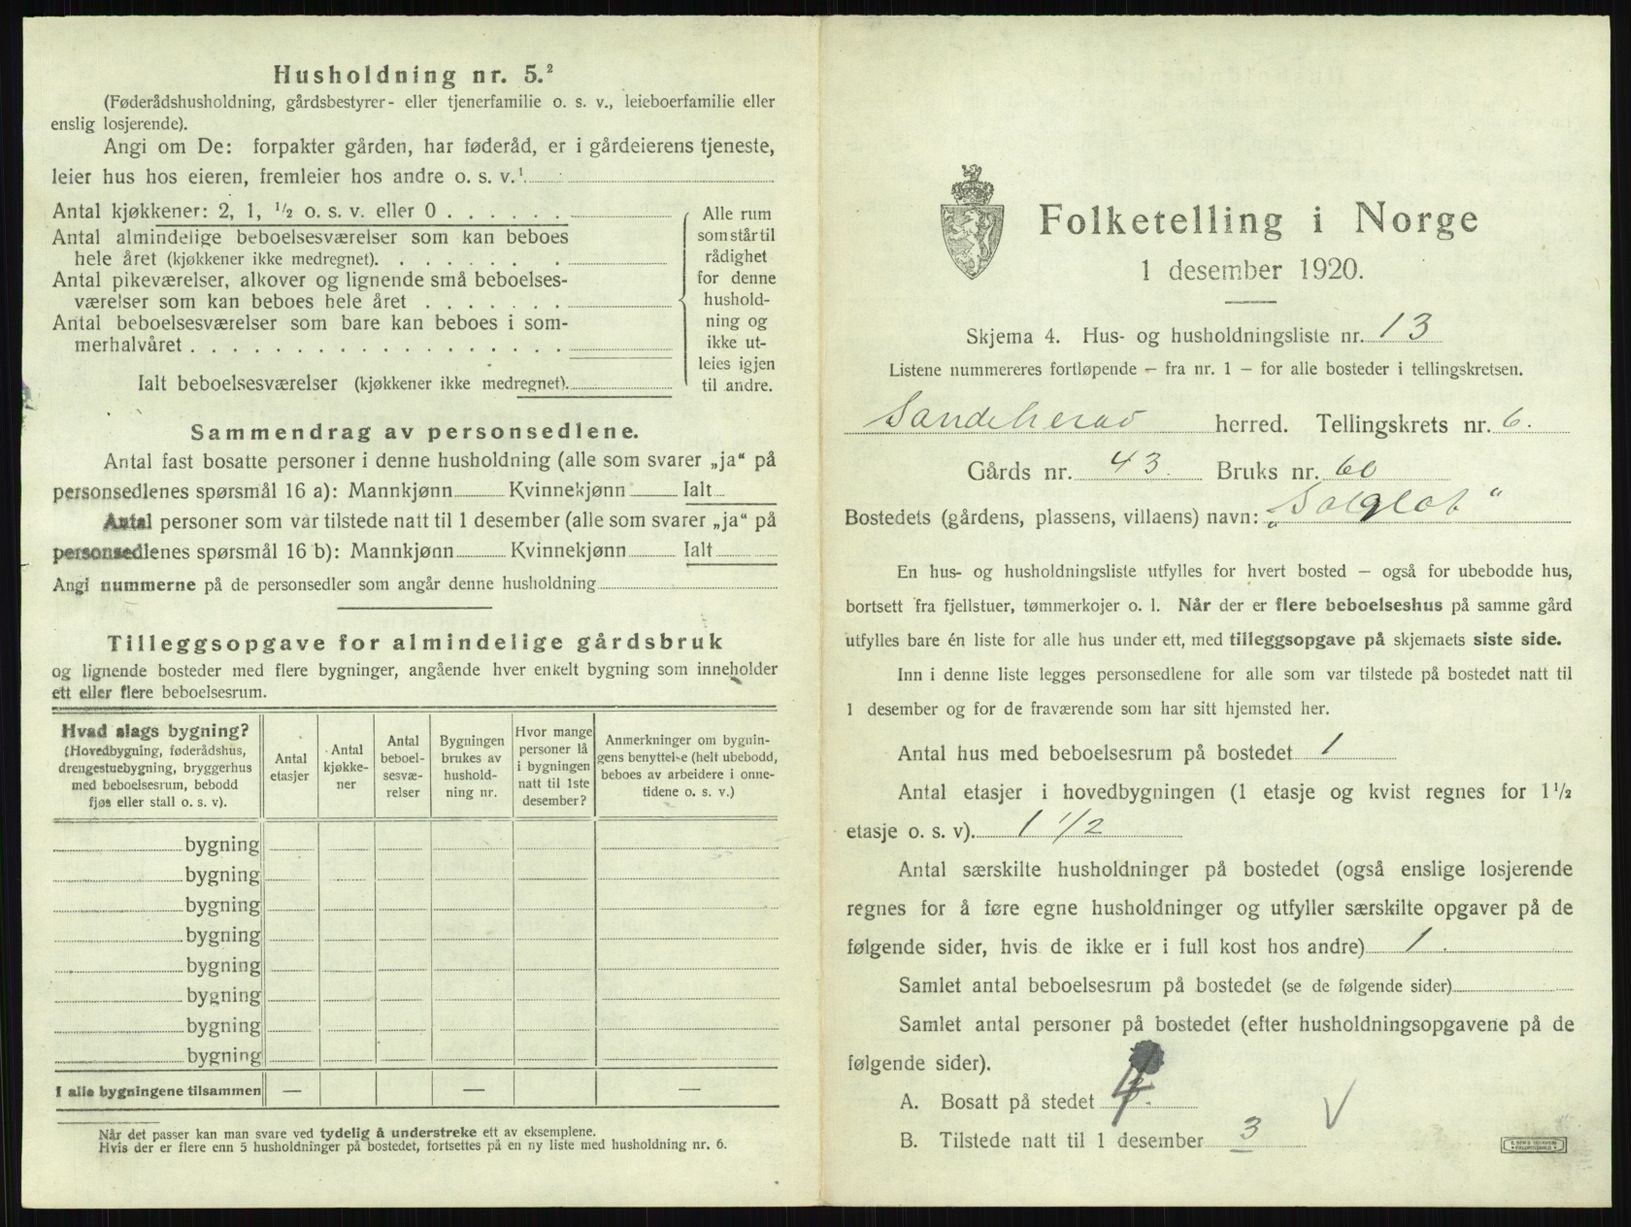 Husholdning nr. 5.²
(Føderådshusholdning, gårdsbestyrer- eller tjenerfamilie o. s. v., leieboerfamilie eller
enslig losjerende).
Angi om De: forpakter gården, har føderåd, er i gårdeierens tjeneste,
leier hus hos eieren, fremleier hos andre o. s. v.¹
Antal kjøkkener: 2, 1, ½ o. s. v. eller 0 . . . . . .
Antal almindelige beboelsesværelser som kan beboes
hele året (kjøkkener ikke medregnet). . . . . . . .
Antal pikeværelser, alkover og lignende små beboelses-
værelser som kan beboes hele året . . . . . . .
Antal beboelsesværelser som bare kan beboes i som-
merhalvåret . . . . . . . . . . . . . . . . . .
Ialt beboelsesværelser (kjøkkener ikke medregnet).
Alle rum
som står til
rådighet
for denne
hushold-
ning og
ikke ut-
leies igjen
til andre.
Sammendrag av personsedlene.
Antal fast bosatte personer i denne husholdning (alle som svarer „ja“ på
personsedlenes spørsmål 16 a): Mannkjønn Kvinnekjønn Ialt
Antal personer som var tilstede natt til 1 desember (alle som svarer „ja“ på
personsedlenes spørsmål 16 b): Mannkjønn Kvinnekjønn Ialt
Angi nummerne på de personsedler som angår denne husholdning
Tilleggsopgave for almindelige gårdsbruk
og lignende bosteder med flere bygninger, angående hver enkelt bygning som inneholder
ett eller flere beboelsesrum.
Hvad slags bygning?
(Hovedbygning, føderådshus,
drengestuebygning, bryggerhus
med beboelsesrum, bebodd
fjøs eller stall o. s. v).
Antal
etasjer
Antal
kjøkke-
ner
Antal
beboel-
sesvæ-
relser
Bygningen
brukes av
hushold-
ning nr.
Hvor mange
personer lå
i bygningen
natt til 1ste
desember?
Anmerkninger om bygnin-
gens benyttelse (helt ubebodd,
beboes av arbeidere i onne-
tidene o. s. v.)
bygning
bygning
bygning
bygning
bygning
bygning
bygning
bygning
I alle bygningene tilsammen — — —
Når det passer kan man svare ved tydelig å understreke ett av eksemplene.
Hvis der er flere enn 5 husholdninger på bostedet, fortsettes på en ny liste med husholdning nr. 6.
Folketelling i Norge
1 desember 1920.
Skjema 4. Hus- og husholdningsliste nr. 13
Listene nummereres fortløpende — fra nr. 1 — for alle bosteder i tellingskretsen.
Sandeherad herred. Tellingskrets nr. 6.
Gårds nr. 43. Bruks nr. 60
Bostedets (gårdens, plassens, villaens) navn: „Solgløt“
En hus- og husholdningsliste utfylles for hvert bosted — også for ubebodde hus,
bortsett fra fjellstuer, tømmerkojer o. l. Når der er flere beboelseshus på samme gård
utfylles bare én liste for alle hus under ett, med tilleggsopgave på skjemaets siste side.
Inn i denne liste legges personsedlene for alle som var tilstede på bostedet natt til
1 desember og for de fraværende som har sitt hjemsted her.
Antal hus med beboelsesrum på bostedet 1
Antal etasjer i hovedbygningen (1 etasje og kvist regnes for 1½
etasje o. s. v). 1 1/2
Antal særskilte husholdninger på bostedet (også enslige losjerende
regnes for å føre egne husholdninger og utfyller særskilte opgaver på de
følgende sider, hvis de ikke er i full kost hos andre) 1.
Samlet antal beboelsesrum på bostedet (se de følgende sider)
Samlet antal personer på bostedet (efter husholdningsopgavene på de
følgende sider).
A. Bosatt på stedet 4.
B. Tilstede natt til 1 desember 3